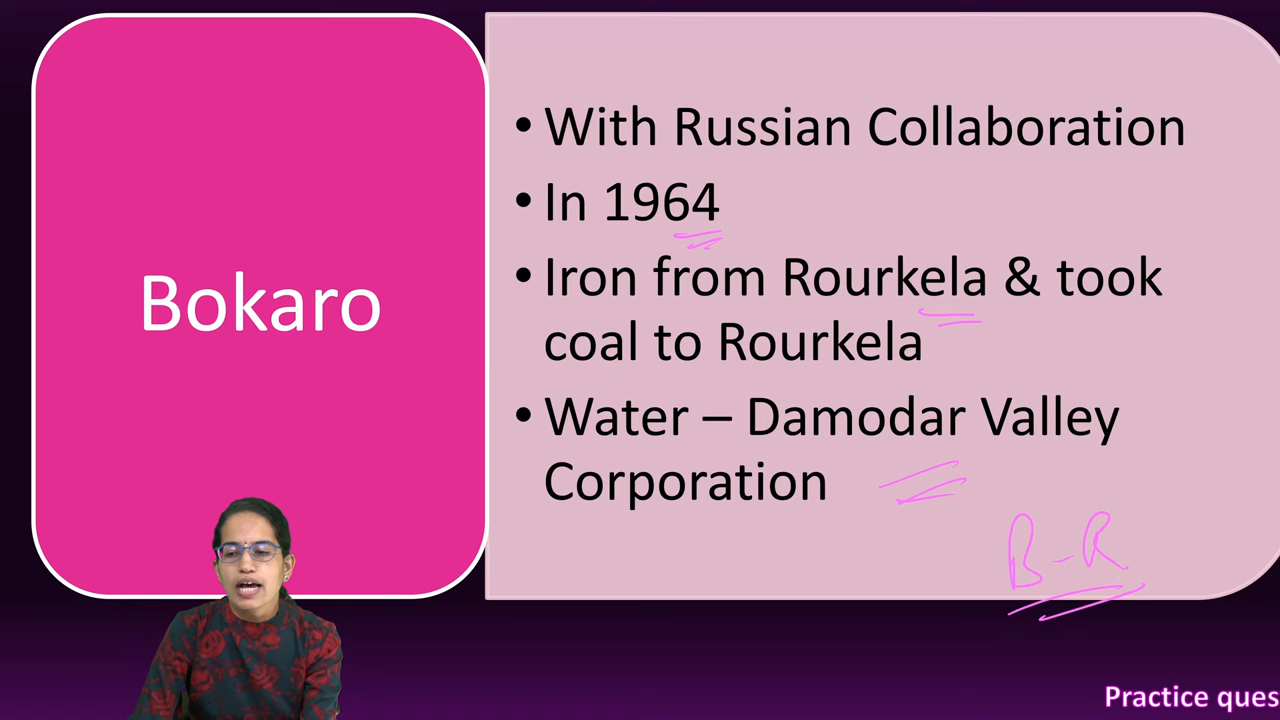 Bokaro
• With Russian Collaboration
• In 1964
• Iron from Rourkela & took
coal to Rourkela
• Water – Damodar Valley
Corporation
B-R
Practice ques